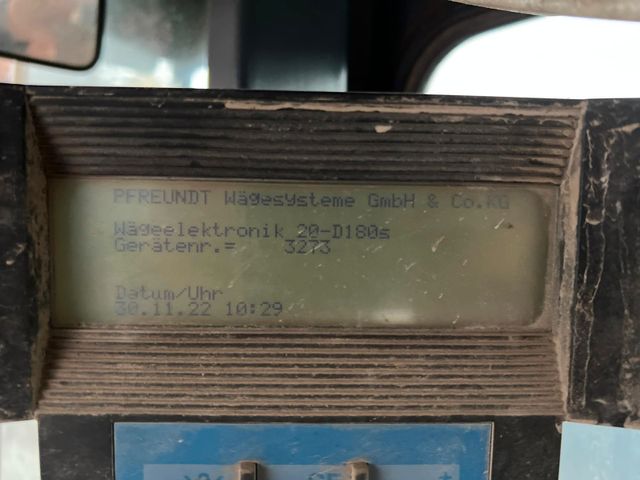 PFREUNDT Wägesysteme GmbH & Co.KG
Wägeelektronik 20-D180s
Gerätenr.= 3273
Datum/Uhr
30.11.22 10:29